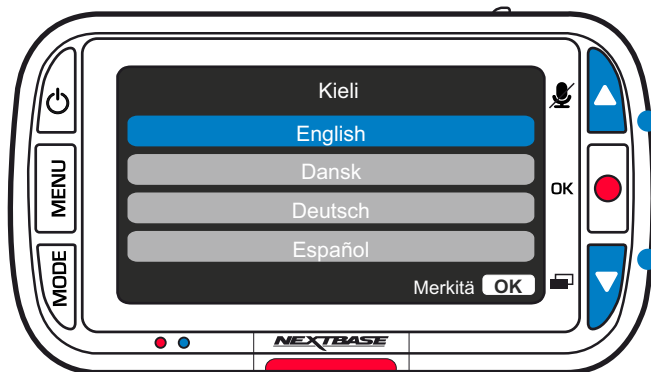 Kieli
English
Dansk
Deutsch
Español
Merkitä OK
MENU
MODE
OK
NEXTBASE